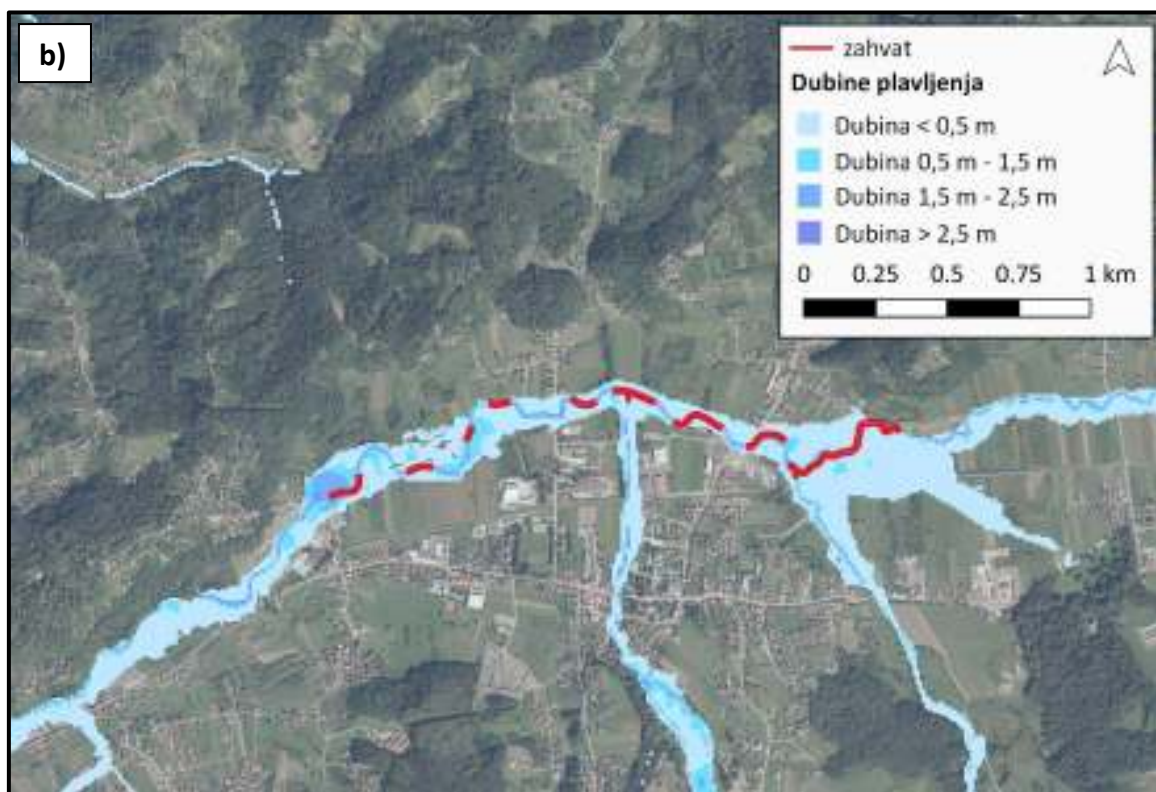 b)
zahvat
Dubine plavljenja
Dubina < 0,5 m
Dubina 0,5 m - 1,5 m
Dubina 1,5 m - 2,5 m
Dubina > 2,5 m
0 0.25 0.5 0.75 1 km